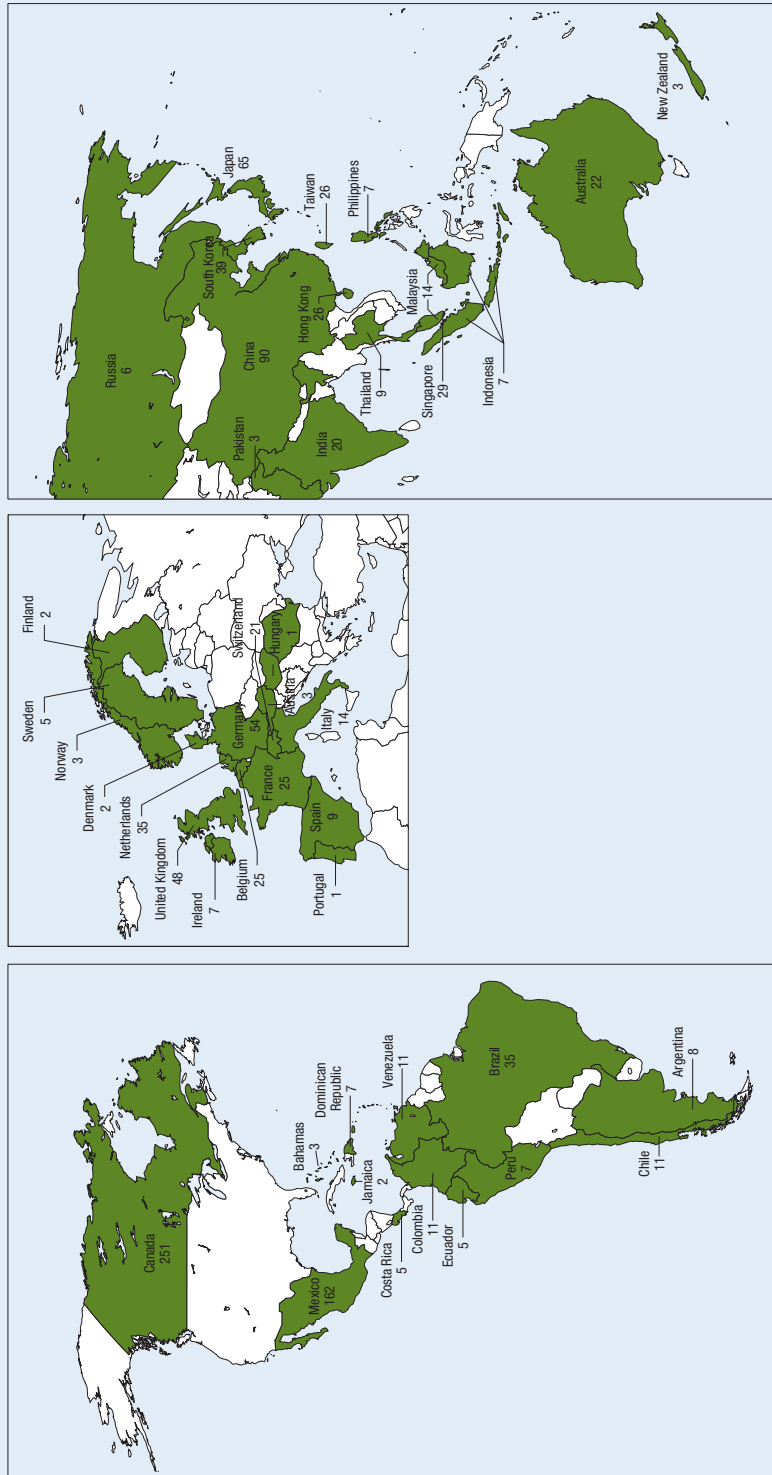 Canada
251
Mexico
162
Bahamas
3
Dominican
Republic
7
Jamaica
2
Costa Rica
5
Colombia
11
Ecuador
5
Venezuela
11
Brazil
35
Peru
7
Chile
11
Argentina
8
Sweden
5
Finland
2
Norway
3
Denmark
2
Netherlands
35
United Kingdom
48
Ireland
7
Belgium
25
Portugal
1
Spain
9
France
25
Germany
54
Switzerland
21
Hungary
1
Austria
3
Italy
14
Russia
6
Japan
65
South Korea
39
China
90
Taiwan
26
Hong Kong
26
Philippines
7
Pakistan
3
India
20
Thailand
9
Malaysia
14
Singapore
29
Indonesia
7
Australia
22
New Zealand
3